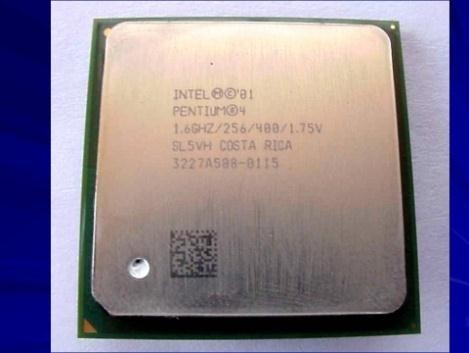 INTEL®©'01
PENTIUM®4
1.6GHZ/256/400/1.75V
SL5VH COSTA RICA
3227A508-0115